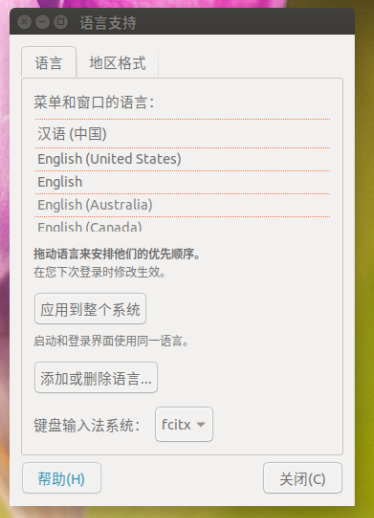 语言支持
语言 地区格式
菜单和窗口的语言：
汉语 (中国)
English (United States)
English
English (Australia)
English (Canada)
拖动语言来安排他们的优先顺序。
在您下次登录时修改生效。
应用到整个系统
启动和登录界面使用同一语言。
添加或删除语言...
键盘输入法系统： fcitx
帮助(H) 关闭(C)